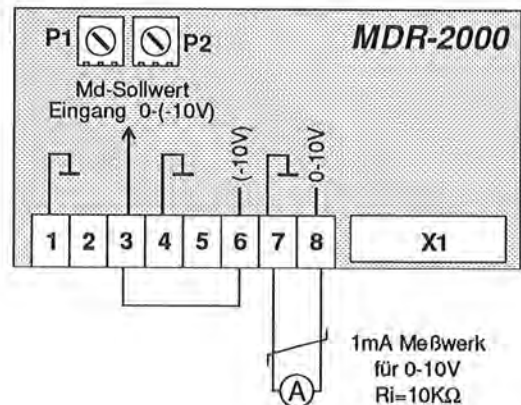 P1
P2
MDR-2000
Md-Sollwert
Eingang 0-(-10V)
(-10V)
0-10V
1 2 3 4 5 6 7 8
X1
1mA Meßwerk
für 0-10V
A
Ri=10KΩ